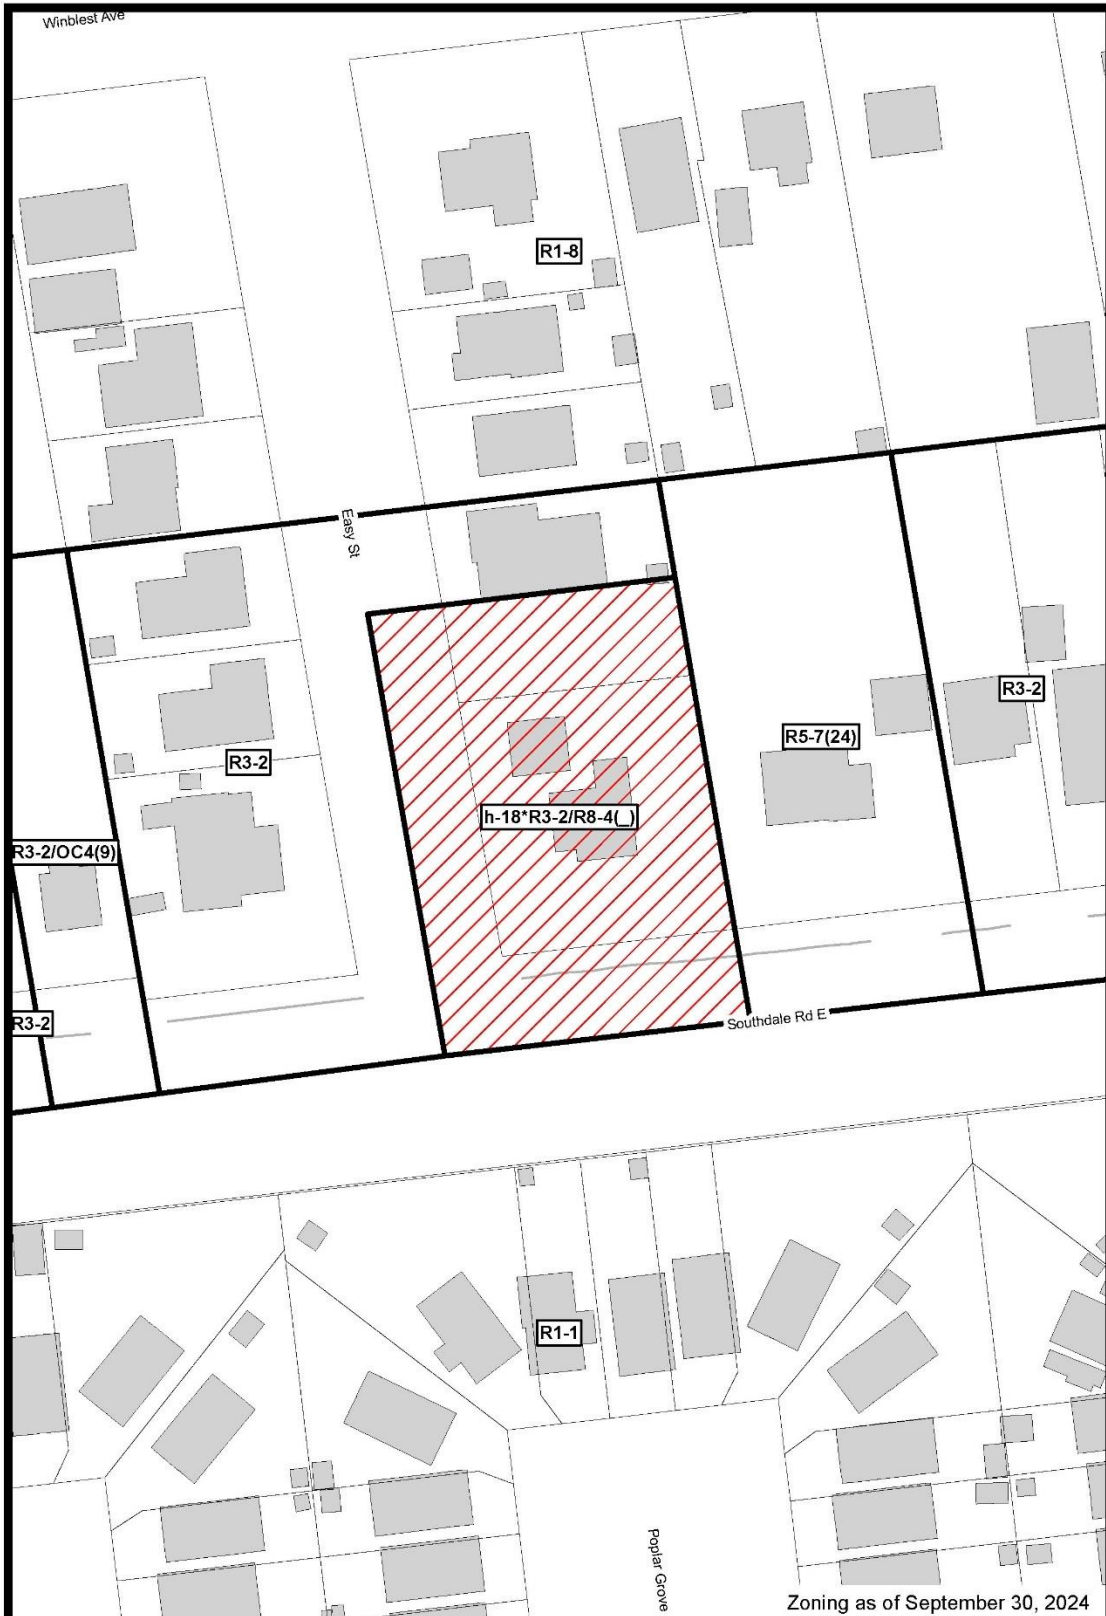 Winblest Ave
R1-8
Easy St
R3-2
R3-2
R5-7(24)
h-18*R3-2/R8-4(_)
R3-2/OC4(9)
R3-2
Southdale Rd E
R1-1
Poplar Grove
Zoning as of September 30, 2024